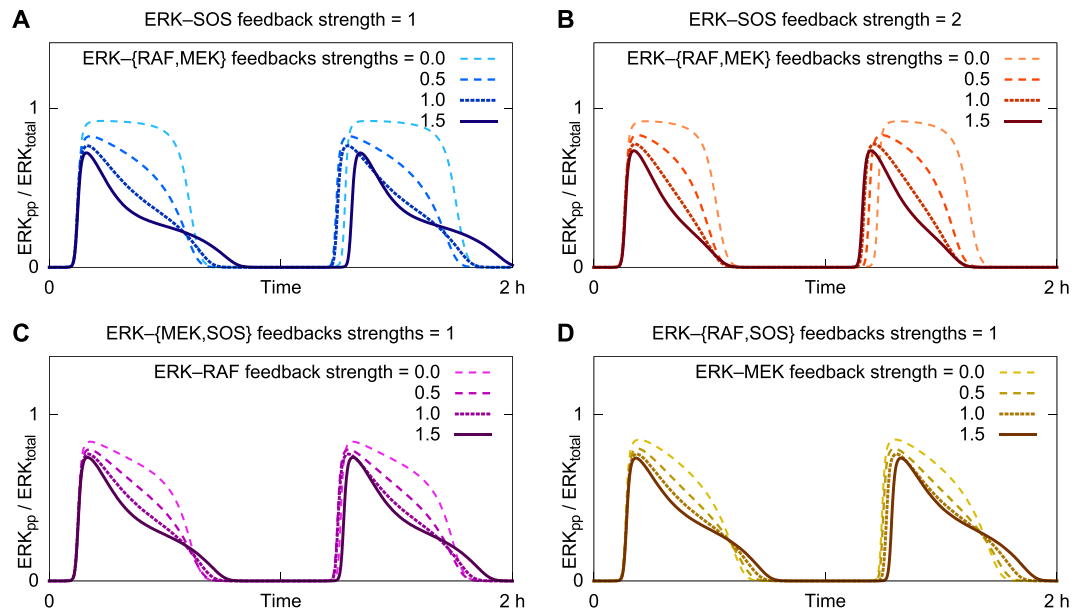 A
ERK–SOS feedback strength = 1
ERK–{RAF,MEK} feedbacks strengths = 0.0
0.5
1.0
1.5
1
0
ERKpp / ERKtotal
0
Time
2 h
B
ERK–SOS feedback strength = 2
ERK–{RAF,MEK} feedbacks strengths = 0.0
0.5
1.0
1.5
1
0
ERKpp / ERKtotal
0
Time
2 h
C
ERK–{MEK,SOS} feedbacks strengths = 1
ERK–RAF feedback strength = 0.0
0.5
1.0
1.5
1
0
ERKpp / ERKtotal
0
Time
2 h
D
ERK–{RAF,SOS} feedbacks strengths = 1
ERK–MEK feedback strength = 0.0
0.5
1.0
1.5
1
0
ERKpp / ERKtotal
0
Time
2 h